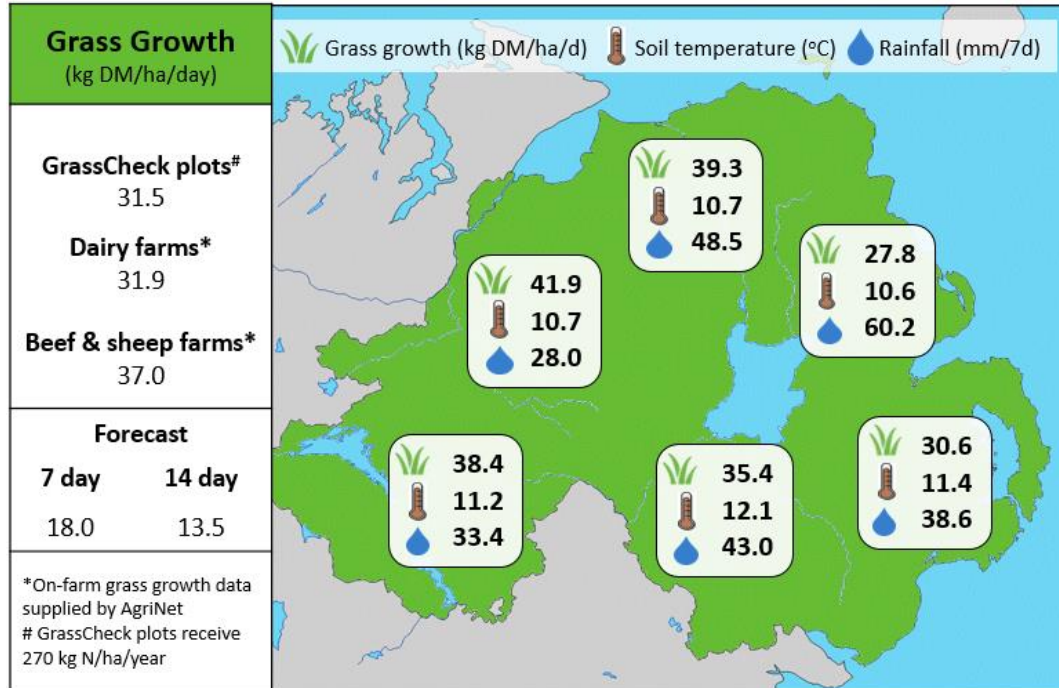 Grass Growth
(kg DM/ha/day)
GrassCheck plots#
31.5
Dairy farms*
31.9
Beef & sheep farms*
37.0
Forecast
7 day 14 day
18.0 13.5
*On-farm grass growth data
supplied by AgriNet
# GrassCheck plots receive
270 kg N/ha/year
Grass growth (kg DM/ha/d) Soil temperature (°C) Rainfall (mm/7d)
39.3
10.7
48.5
27.8
10.6
60.2
41.9
10.7
28.0
38.4
11.2
33.4
35.4
12.1
43.0
30.6
11.4
38.6